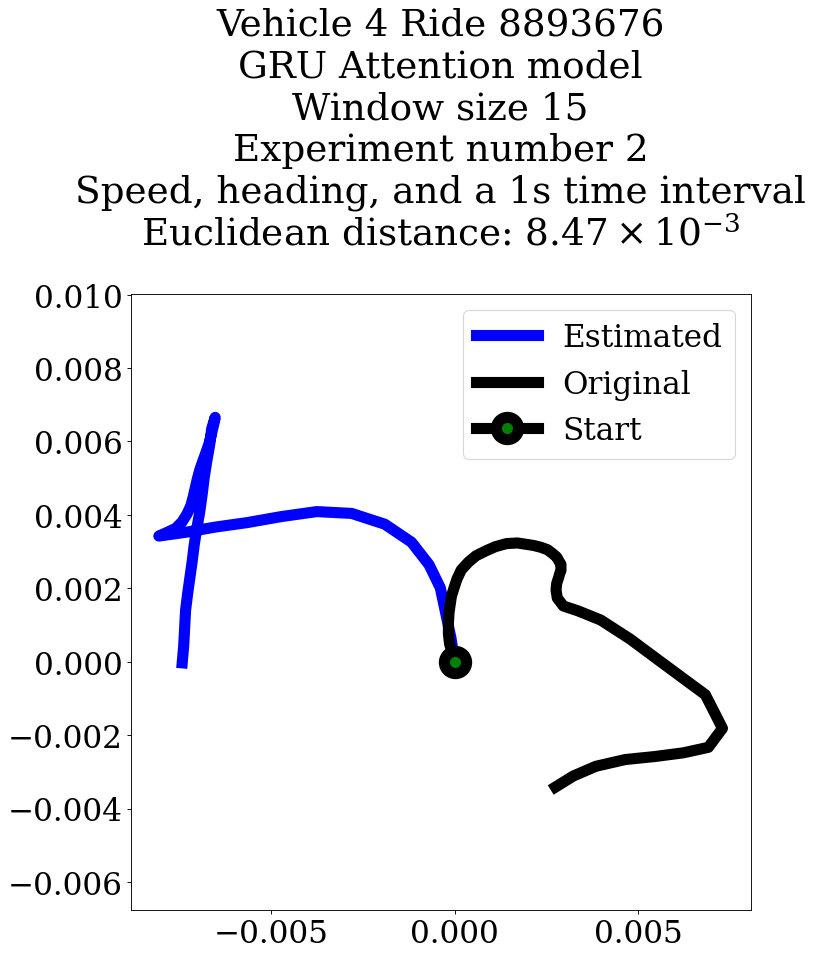 Vehicle 4 Ride 8893676
GRU Attention model
Window size 15
Experiment number 2
Speed, heading, and a 1s time interval
Euclidean distance: 8.47 × 10⁻³
0.010
0.008
0.006
0.004
0.002
0.000
−0.002
−0.004
−0.006
Estimated
Original
Start
−0.005
0.000
0.005